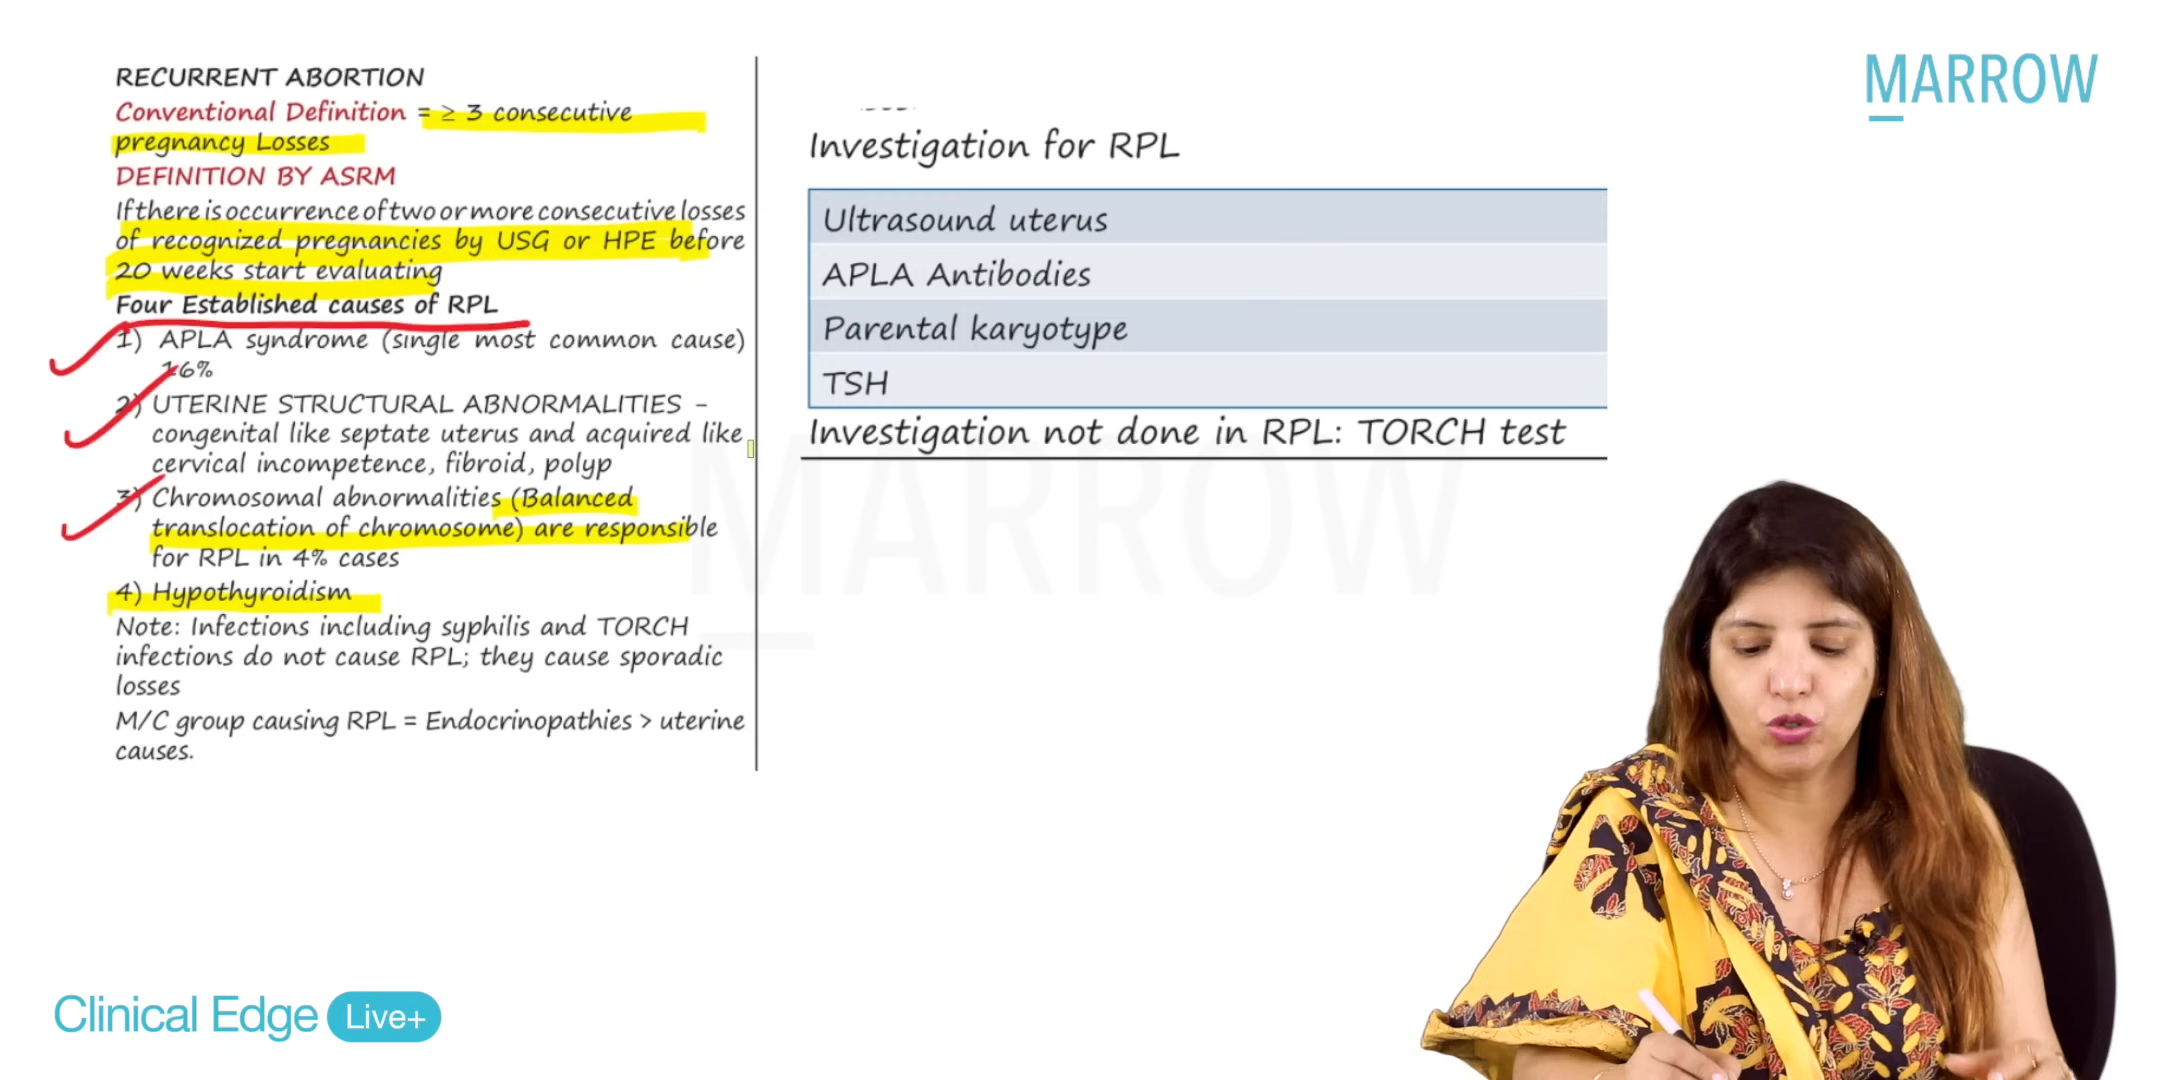 RECURRENT ABORTION
Conventional Definition = ≥ 3 consecutive
pregnancy Losses
DEFINITION BY ASRM
If there is occurrence of two or more consecutive losses
of recognized pregnancies by USG or HPE before
20 weeks start evaluating
Four Established causes of RPL
1) APLA syndrome (single most common cause)
16%
2) UTERINE STRUCTURAL ABNORMALITIES -
congenital like septate uterus and acquired like
cervical incompetence, fibroid, polyp
3) Chromosomal abnormalities (Balanced
translocation of chromosome) are responsible
for RPL in 4% cases
4) Hypothyroidism
Note: Infections including syphilis and TORCH
infections do not cause RPL; they cause sporadic
losses
M/C group causing RPL = Endocrinopathies > uterine
causes.
Investigation for RPL
Ultrasound uterus
APLA Antibodies
Parental karyotype
TSH
Investigation not done in RPL: TORCH test
MARROW
MARROW
Clinical Edge Live+